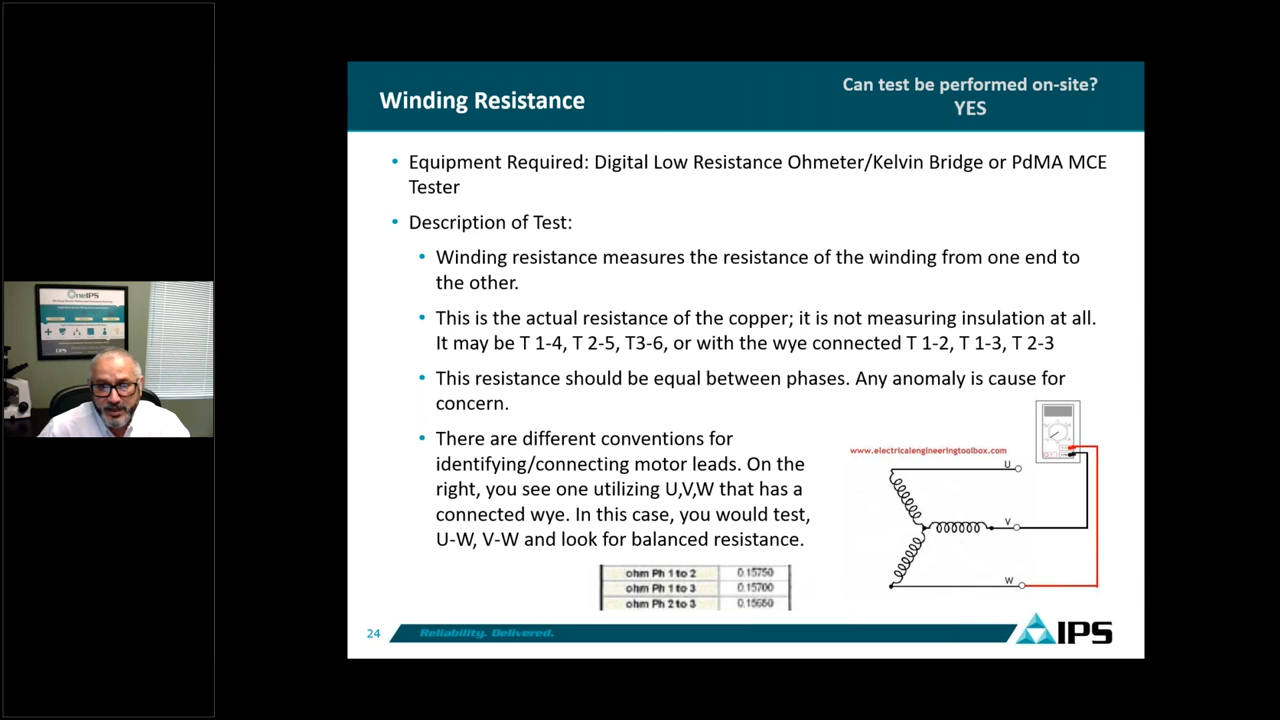 OneIPS
Winding Resistance
Can test be performed on-site?
YES
• Equipment Required: Digital Low Resistance Ohmeter/Kelvin Bridge or PdMA MCE
Tester
• Description of Test:
• Winding resistance measures the resistance of the winding from one end to
the other.
• This is the actual resistance of the copper; it is not measuring insulation at all.
It may be T 1-4, T 2-5, T3-6, or with the wye connected T 1-2, T 1-3, T 2-3
• This resistance should be equal between phases. Any anomaly is cause for
concern.
• There are different conventions for
identifying/connecting motor leads. On the
right, you see one utilizing U,V,W that has a
connected wye. In this case, you would test,
U-W, V-W and look for balanced resistance.
www.electricalengineeringtoolbox.com
U
V
W
ohm Ph 1 to 2 0.15750
ohm Ph 1 to 3 0.15700
ohm Ph 2 to 3 0.15650
24
Reliability. Delivered.
IPS